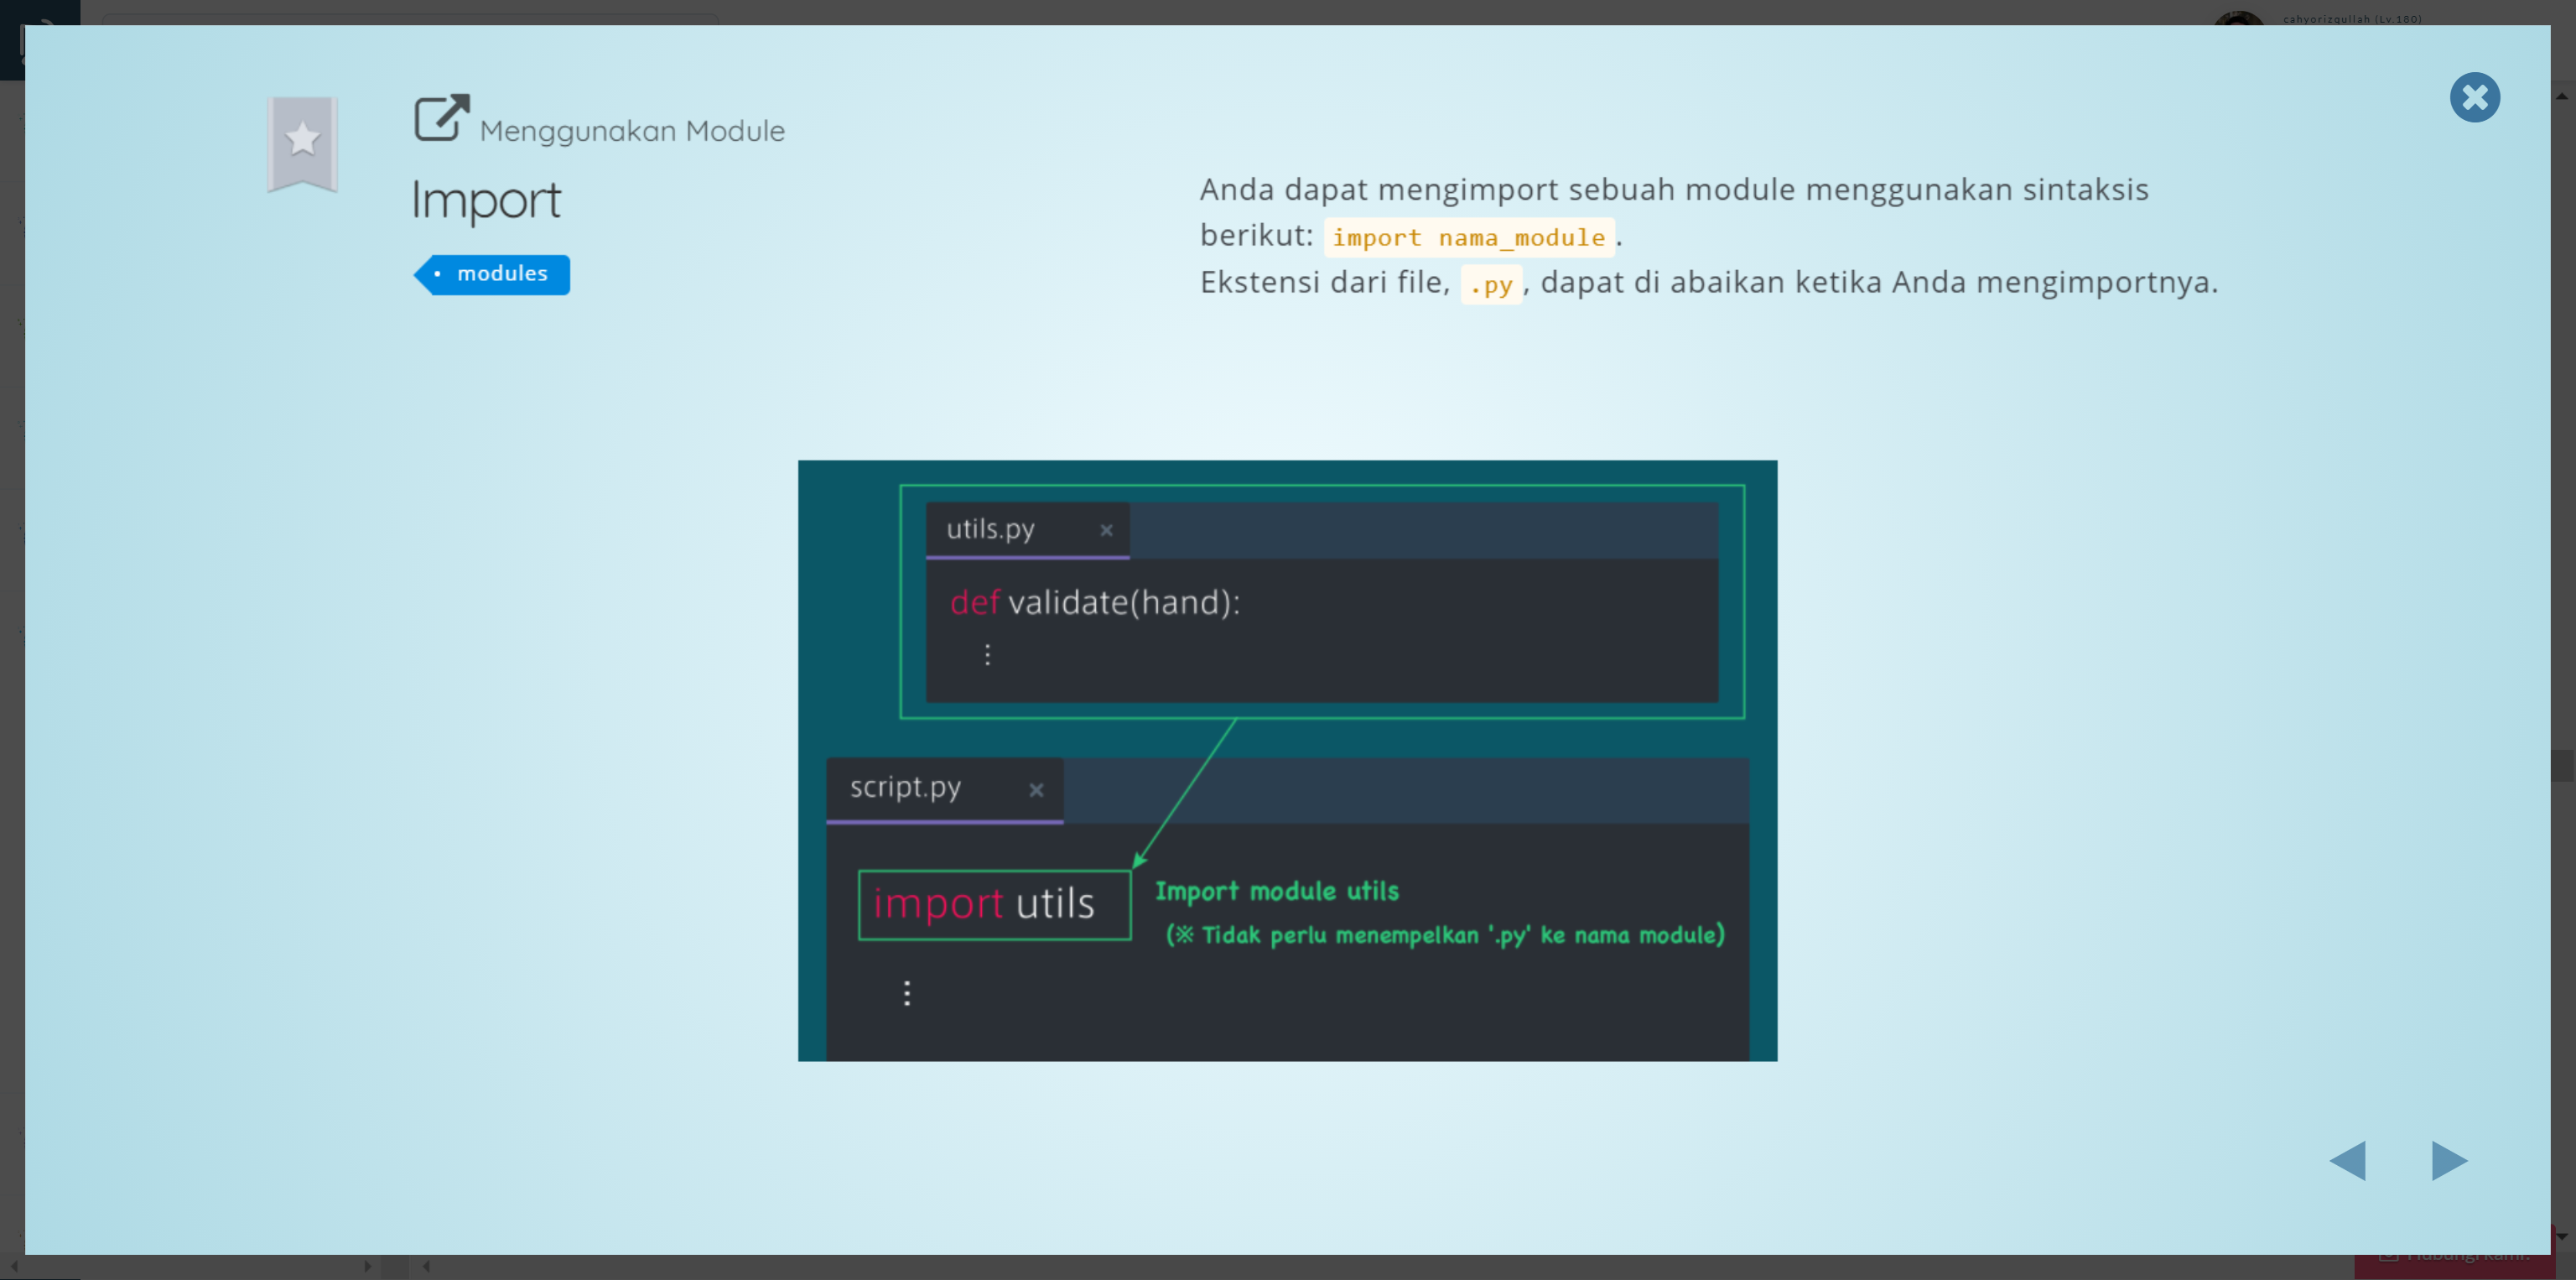 cahyorizqullah (Lv.180)
Menggunakan Module
Import
• modules
Anda dapat mengimport sebuah module menggunakan sintaksis
berikut: import nama_module.
Ekstensi dari file, .py, dapat di abaikan ketika Anda mengimportnya.
utils.py ×
def validate(hand):
⋮
script.py ×
import utils
Import module utils
(※ Tidak perlu menempelkan '.py' ke nama module)
⋮
Hubungi kami!